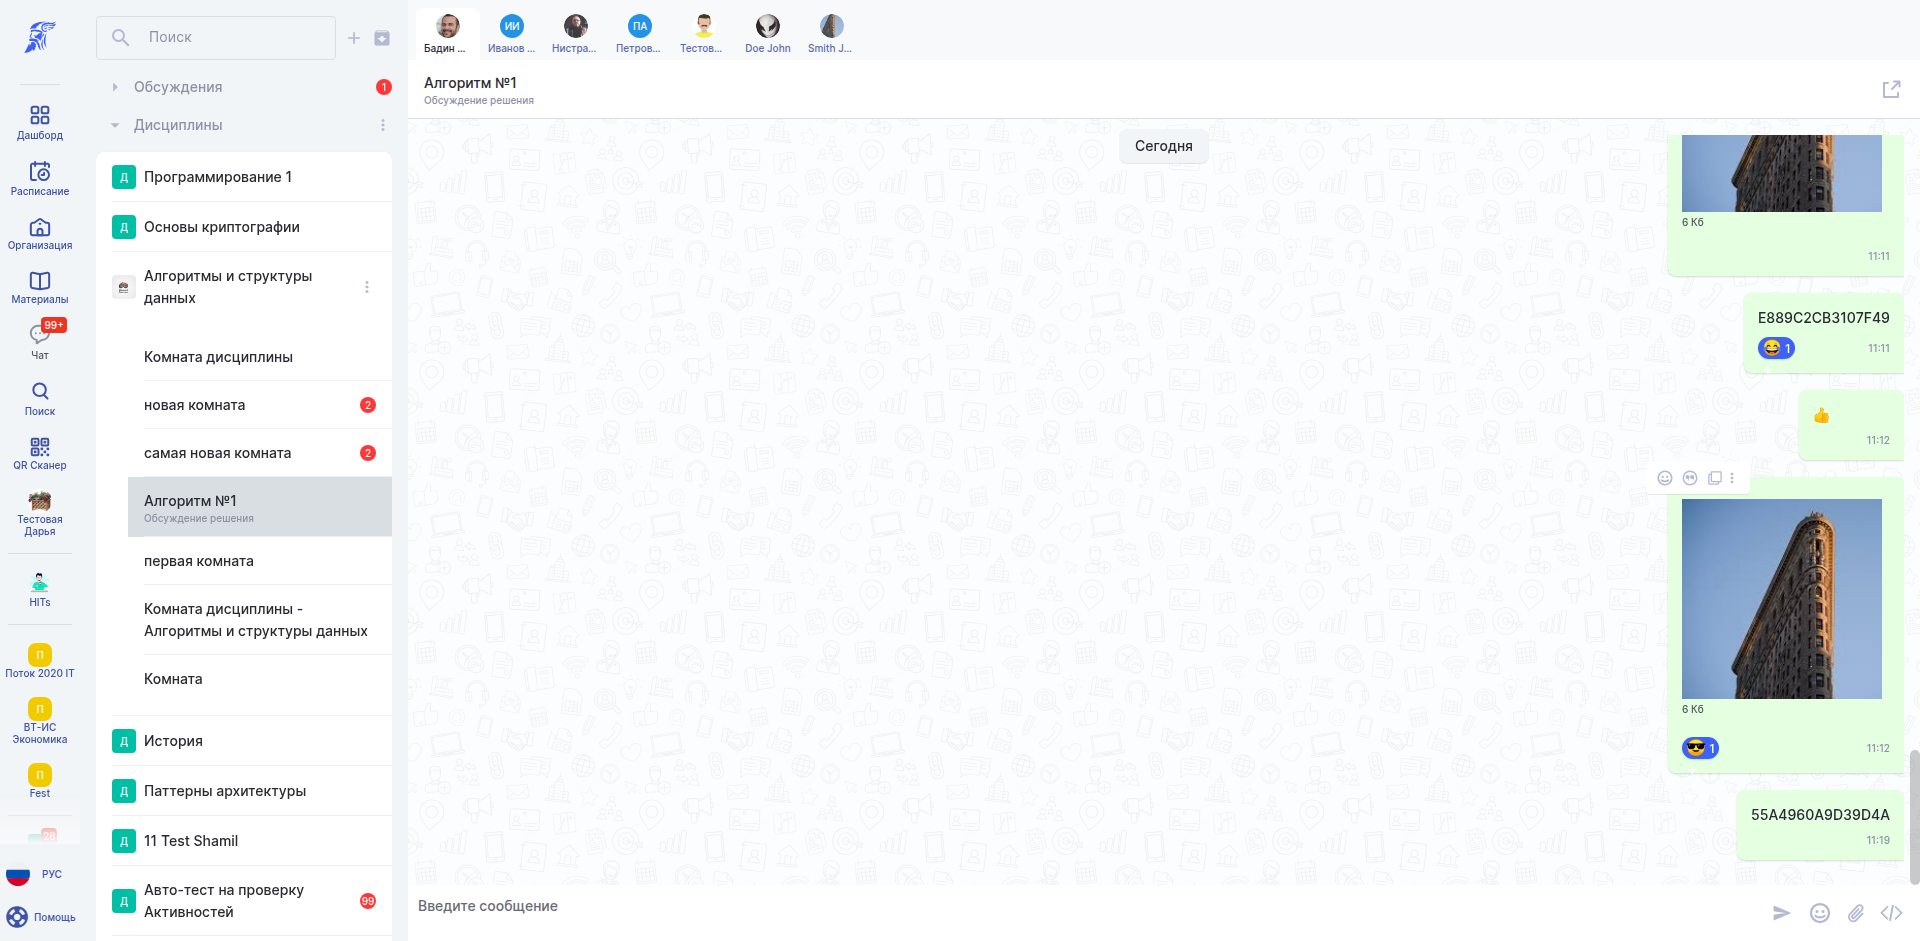 Дашборд
Расписание
Организация
Материалы
99+
Чат
Поиск
QR Сканер
Тестовая
Дарья
HITs
П
Поток 2020 IT
П
ВТ-ИС
Экономика
П
Fest
28
РУС
Помощь
Поиск
Обсуждения
1
Дисциплины
Д
Программирование 1
Д
Основы криптографии
Алгоритмы и структуры
данных
Комната дисциплины
новая комната
2
самая новая комната
2
Алгоритм №1
Обсуждение решения
первая комната
Комната дисциплины -
Алгоритмы и структуры данных
Комната
Д
История
Д
Паттерны архитектуры
Д
11 Test Shamil
Д
Авто-тест на проверку
Активностей
99
Бадин ...
ИИ
Иванов ...
Нистра...
ПА
Петров...
Тестов...
Doe John
Smith J...
Алгоритм №1
Обсуждение решения
Сегодня
6 Кб
11:11
E889C2CB3107F49
😂 1
11:11
👍
11:12
6 Кб
😎 1
11:12
55A4960A9D39D4A
11:19
Введите сообщение